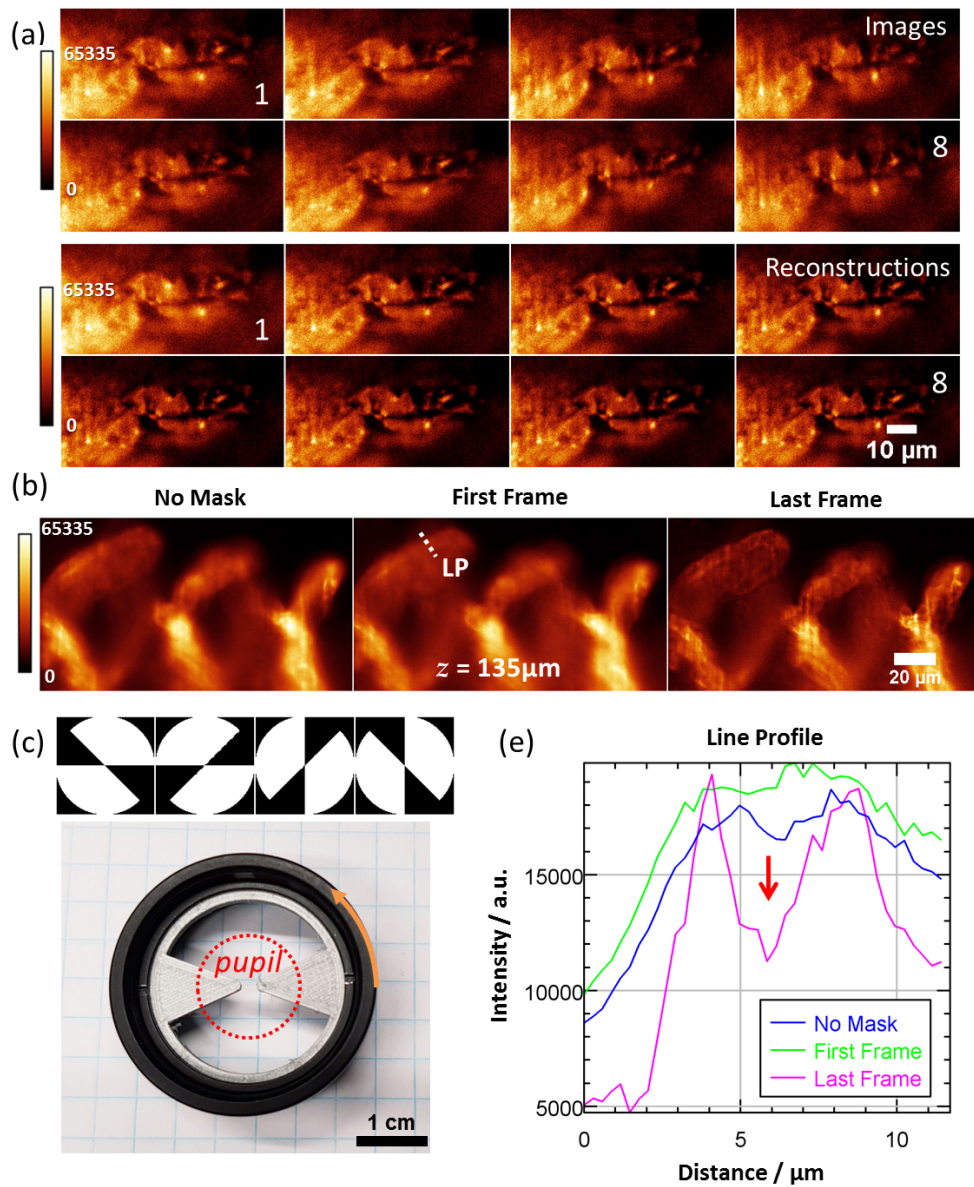 (a)
65335
Images
1
0
8
65335
Reconstructions
1
0
8
10 µm
(b)
No Mask
First Frame
Last Frame
65335
LP
z = 135µm
0
20 µm
(c)
(e)
Line Profile
pupil
1 cm
Intensity / a.u.
15000
10000
5000
No Mask
First Frame
Last Frame
0
5
10
Distance / µm